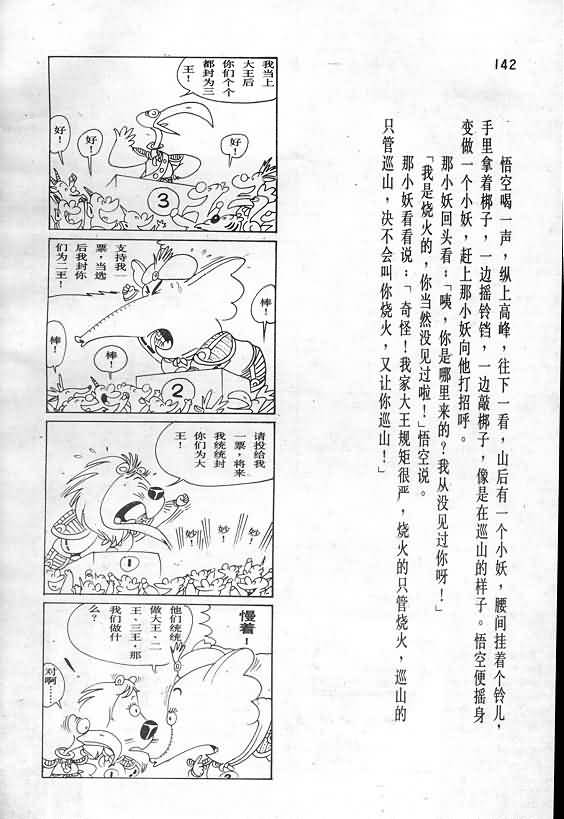 142
悟空喝一声，纵上高峰，往下一看，山后有一个小妖，腰间挂着个铃儿，
手里拿着梆子，一边摇铃铛，一边敲梆子，像是在巡山的样子。悟空便摇身
变做一个小妖，赶上那小妖向他打招呼。
那小妖回头看：「咦，你是哪里来的？我从没见过你呀！」
「我是烧火的，你当然没见过啦！」悟空说。
那小妖看看说：「奇怪！我家大王规矩很严，烧火的只管烧火，巡山的
只管巡山，决不会叫你烧火，又让你巡山！」
我当上
大王后
你们个个
都封为三
王！
好！
好！
好！
3
支持我一
票，当选
后我封你
们为二王！
棒！
棒！
棒！
2
请投给我
一票，将来
我统统封
你们为大
王！
妙！
妙！
妙！
1
慢着！
他们统统
做大王、二
王、三王，那
我们做什
么？
对
啊……
2